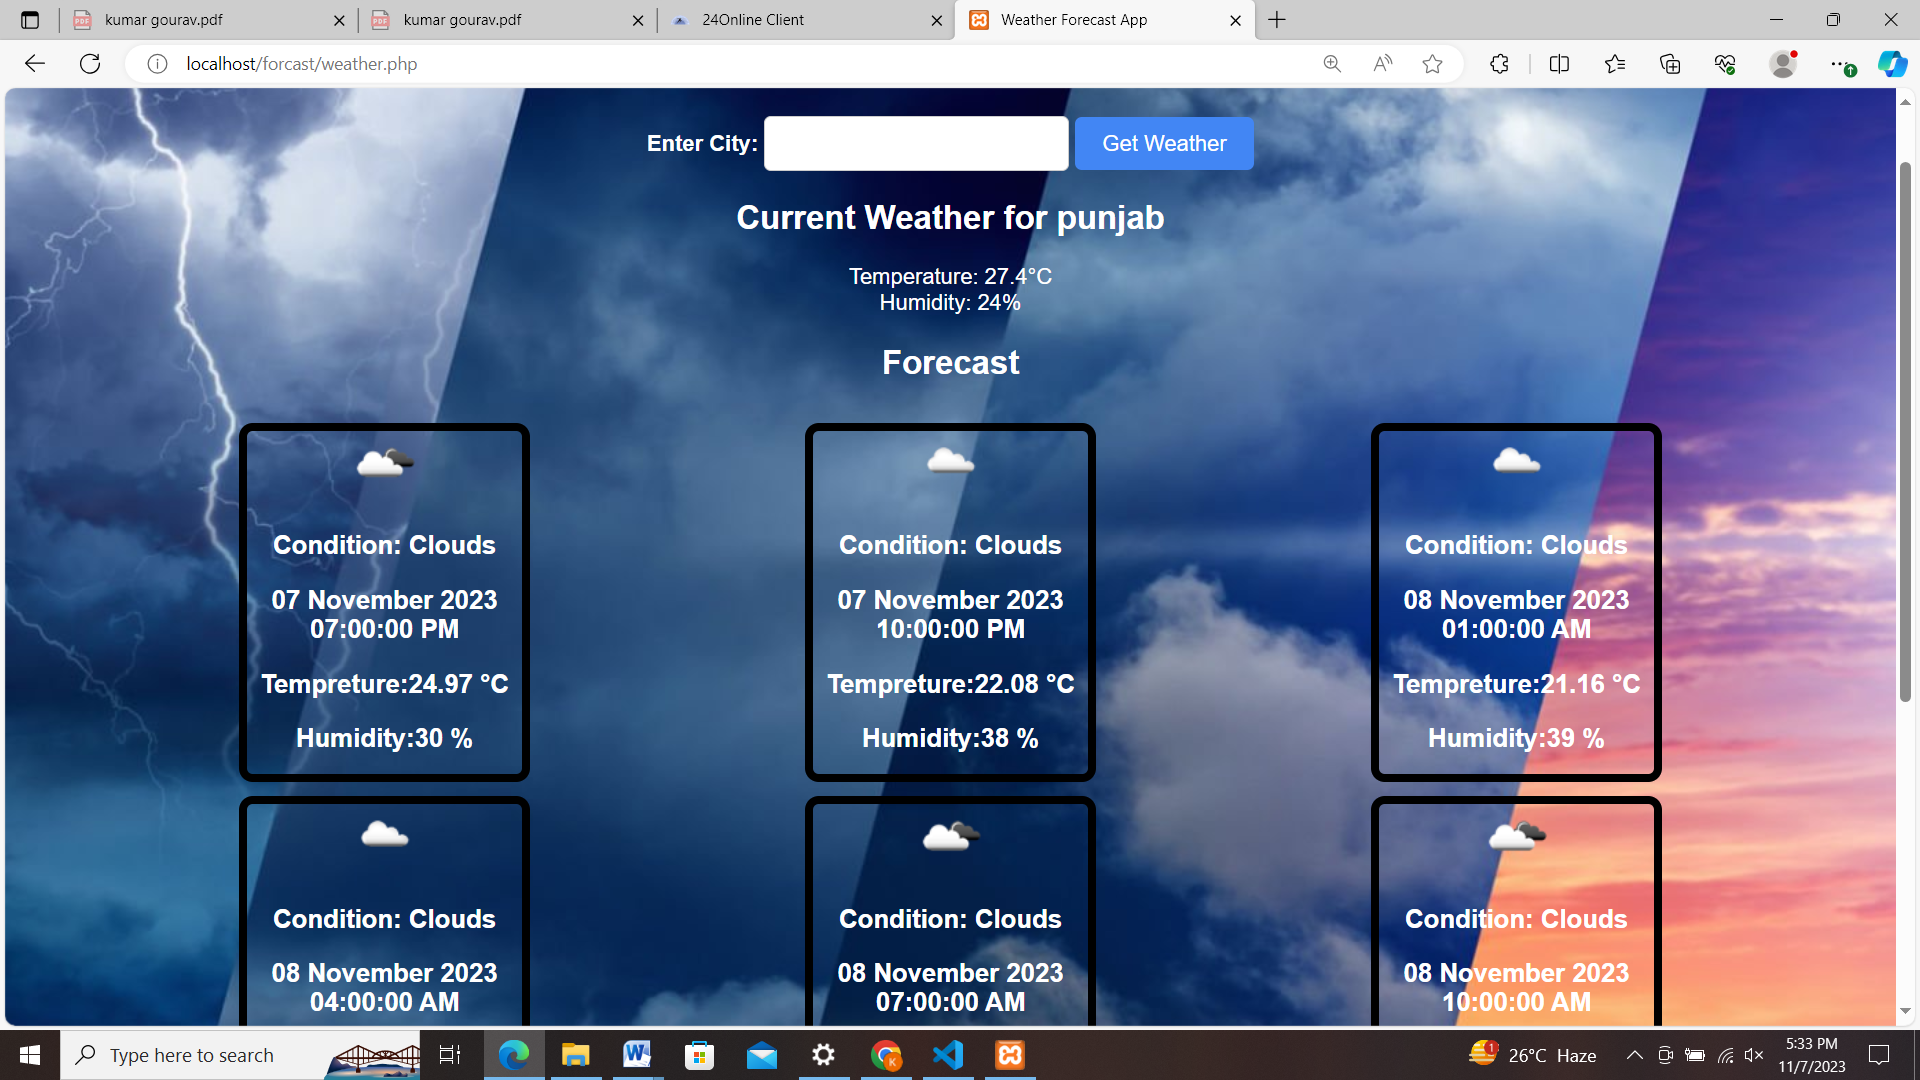 kumar gourav.pdf
kumar gourav.pdf
24Online Client
Weather Forecast App
localhost/forcast/weather.php
Enter City:
Get Weather
Current Weather for punjab
Temperature: 27.4°C
Humidity: 24%
Forecast
Condition: Clouds
07 November 2023
07:00:00 PM
Tempreture:24.97 °C
Humidity:30 %
Condition: Clouds
07 November 2023
10:00:00 PM
Tempreture:22.08 °C
Humidity:38 %
Condition: Clouds
08 November 2023
01:00:00 AM
Tempreture:21.16 °C
Humidity:39 %
Condition: Clouds
08 November 2023
04:00:00 AM
Condition: Clouds
08 November 2023
07:00:00 AM
Condition: Clouds
08 November 2023
10:00:00 AM
Type here to search
1
26°C Haze
5:33 PM
11/7/2023